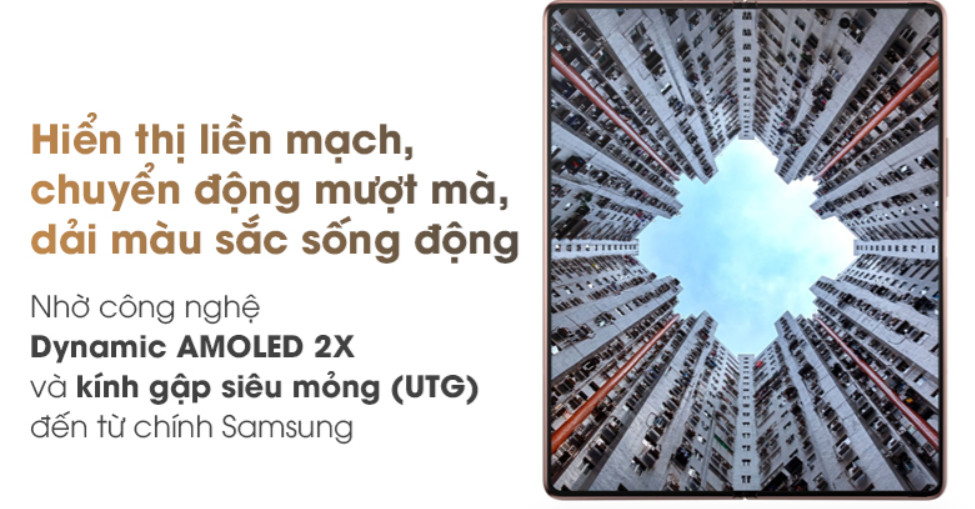 Hiển thị liền mạch,
chuyển động mượt mà,
dải màu sắc sống động
Nhờ công nghệ
Dynamic AMOLED 2X
và kính gập siêu mỏng (UTG)
đến từ chính Samsung